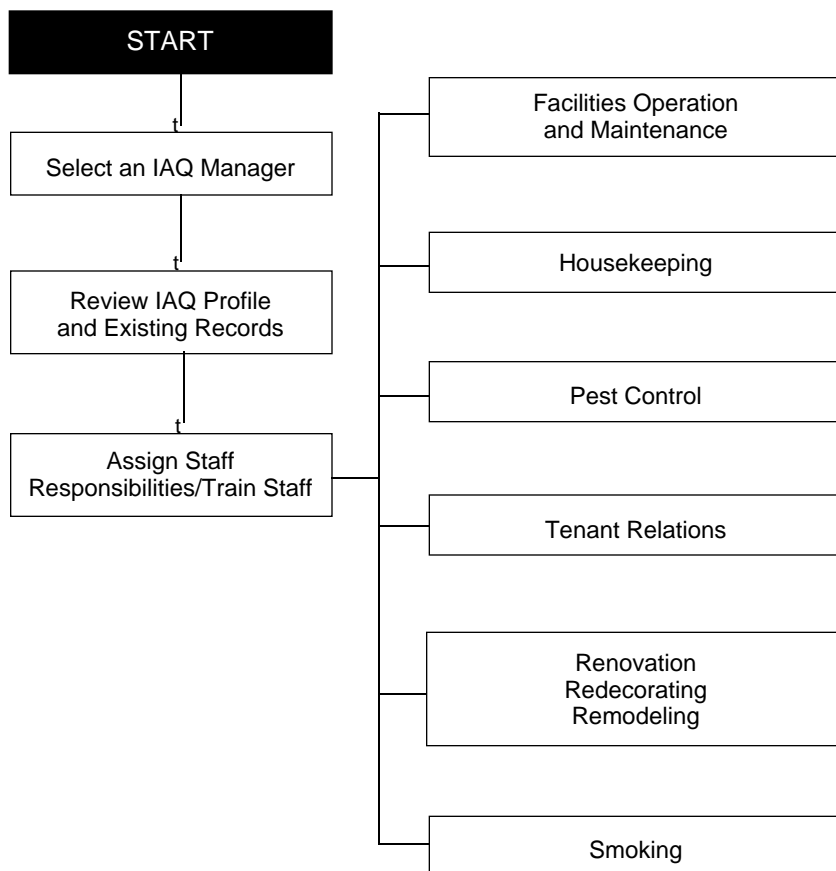 START
t
Select an IAQ Manager
t
Review IAQ Profile
and Existing Records
t
Assign Staff
Responsibilities/Train Staff
Facilities Operation
and Maintenance
Housekeeping
Pest Control
Tenant Relations
Renovation
Redecorating
Remodeling
Smoking